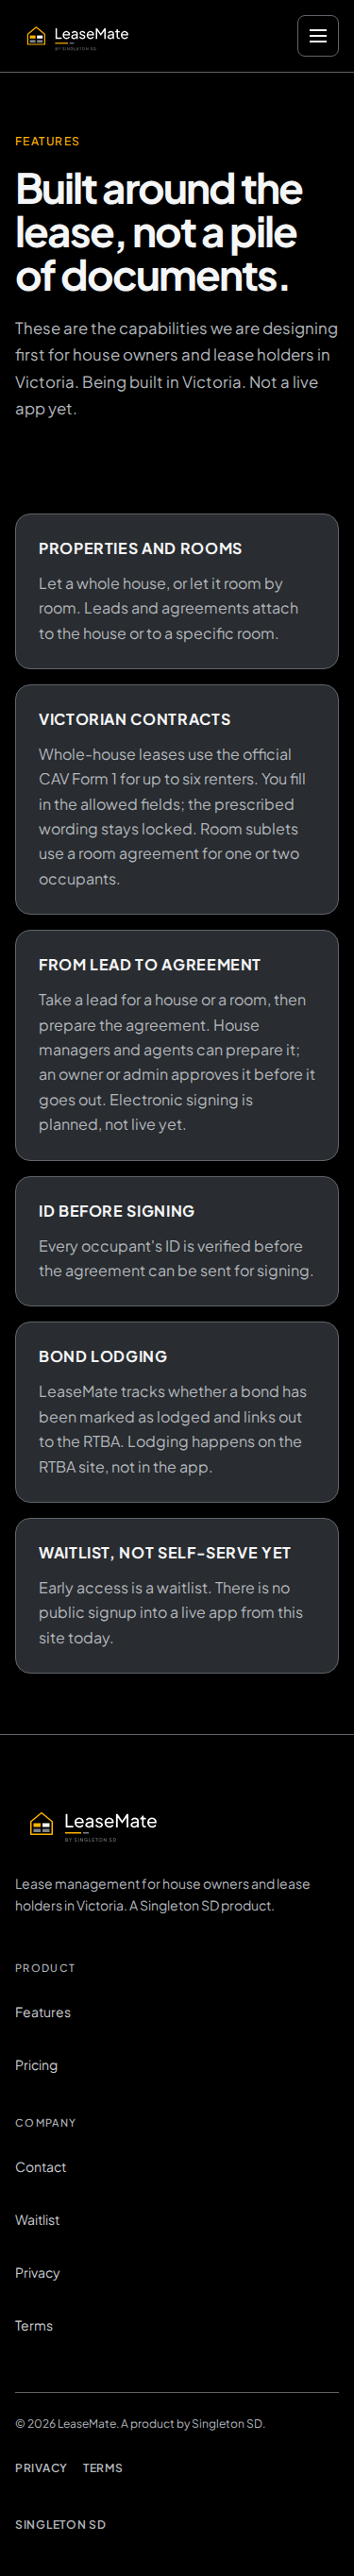 LeaseMate
BY SINGLETON SD
FEATURES
Built around the
lease, not a pile
of documents.
These are the capabilities we are designing
first for house owners and lease holders in
Victoria. Being built in Victoria. Not a live
app yet.
PROPERTIES AND ROOMS
Let a whole house, or let it room by
room. Leads and agreements attach
to the house or to a specific room.
VICTORIAN CONTRACTS
Whole-house leases use the official
CAV Form 1 for up to six renters. You fill
in the allowed fields; the prescribed
wording stays locked. Room sublets
use a room agreement for one or two
occupants.
FROM LEAD TO AGREEMENT
Take a lead for a house or a room, then
prepare the agreement. House
managers and agents can prepare it;
an owner or admin approves it before it
goes out. Electronic signing is
planned, not live yet.
ID BEFORE SIGNING
Every occupant's ID is verified before
the agreement can be sent for signing.
BOND LODGING
LeaseMate tracks whether a bond has
been marked as lodged and links out
to the RTBA. Lodging happens on the
RTBA site, not in the app.
WAITLIST, NOT SELF-SERVE YET
Early access is a waitlist. There is no
public signup into a live app from this
site today.
LeaseMate
BY SINGLETON SD
Lease management for house owners and lease
holders in Victoria. A Singleton SD product.
PRODUCT
Features
Pricing
COMPANY
Contact
Waitlist
Privacy
Terms
© 2026 LeaseMate. A product by Singleton SD.
PRIVACY TERMS
SINGLETON SD